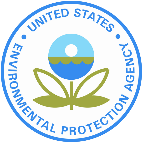 UNITED STATES
ENVIRONMENTAL PROTECTION AGENCY